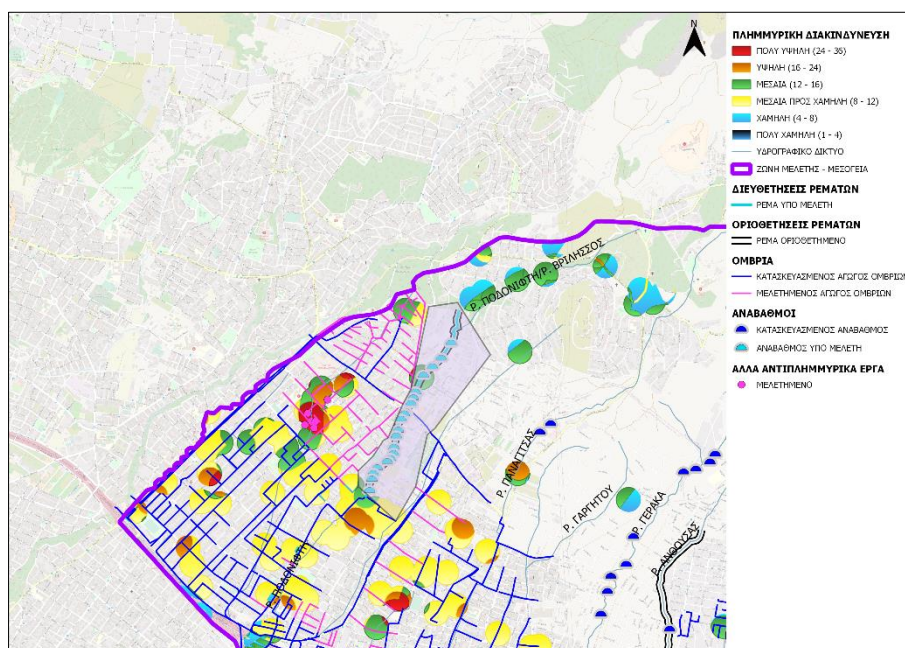 N
ΠΛΗΜΜΥΡΙΚΗ ΔΙΑΚΙΝΔΥΝΕΥΣΗ
ΠΟΛΥ ΥΨΗΛΗ (24 - 36)
ΥΨΗΛΗ (16 - 24)
ΜΕΣΑΙΑ (12 - 16)
ΜΕΣΑΙΑ ΠΡΟΣ ΧΑΜΗΛΗ (8 - 12)
ΧΑΜΗΛΗ (4 - 8)
ΠΟΛΥ ΧΑΜΗΛΗ (1 - 4)
ΥΔΡΟΓΡΑΦΙΚΟ ΔΙΚΤΥΟ
ΖΩΝΗ ΜΕΛΕΤΗΣ - ΜΕΣΟΓΕΙΑ
ΔΙΕΥΘΕΤΗΣΕΙΣ ΡΕΜΑΤΩΝ
ΡΕΜΑ ΥΠΟ ΜΕΛΕΤΗ
ΟΡΙΟΘΕΤΗΣΕΙΣ ΡΕΜΑΤΩΝ
ΡΕΜΑ ΟΡΙΟΘΕΤΗΜΕΝΟ
ΟΜΒΡΙΑ
ΚΑΤΑΣΚΕΥΑΣΜΕΝΟΣ ΑΓΩΓΟΣ ΟΜΒΡΙΩΝ
ΜΕΛΕΤΗΜΕΝΟΣ ΑΓΩΓΟΣ ΟΜΒΡΙΩΝ
ΑΝΑΒΑΘΜΟΙ
ΚΑΤΑΣΚΕΥΑΣΜΕΝΟΣ ΑΝΑΒΑΘΜΟΣ
ΑΝΑΒΑΘΜΟΣ ΥΠΟ ΜΕΛΕΤΗ
ΑΛΛΑ ΑΝΤΙΠΛΗΜΜΥΡΙΚΑ ΕΡΓΑ
ΜΕΛΕΤΗΜΕΝΟ
Ρ. ΠΟΔΟΝΙΦΤΗ/Ρ. ΒΡΙΛΗΣΣΟΣ
Ρ. ΠΑΝΑΓΙΤΣΑΣ
Ρ. ΓΑΡΓΗΤΟΥ
Ρ. ΓΕΡΑΚΑ
Ρ. ΑΝΘΟΥΣΑΣ
Ρ. ΠΟΔΟΝΙΦΤΗ